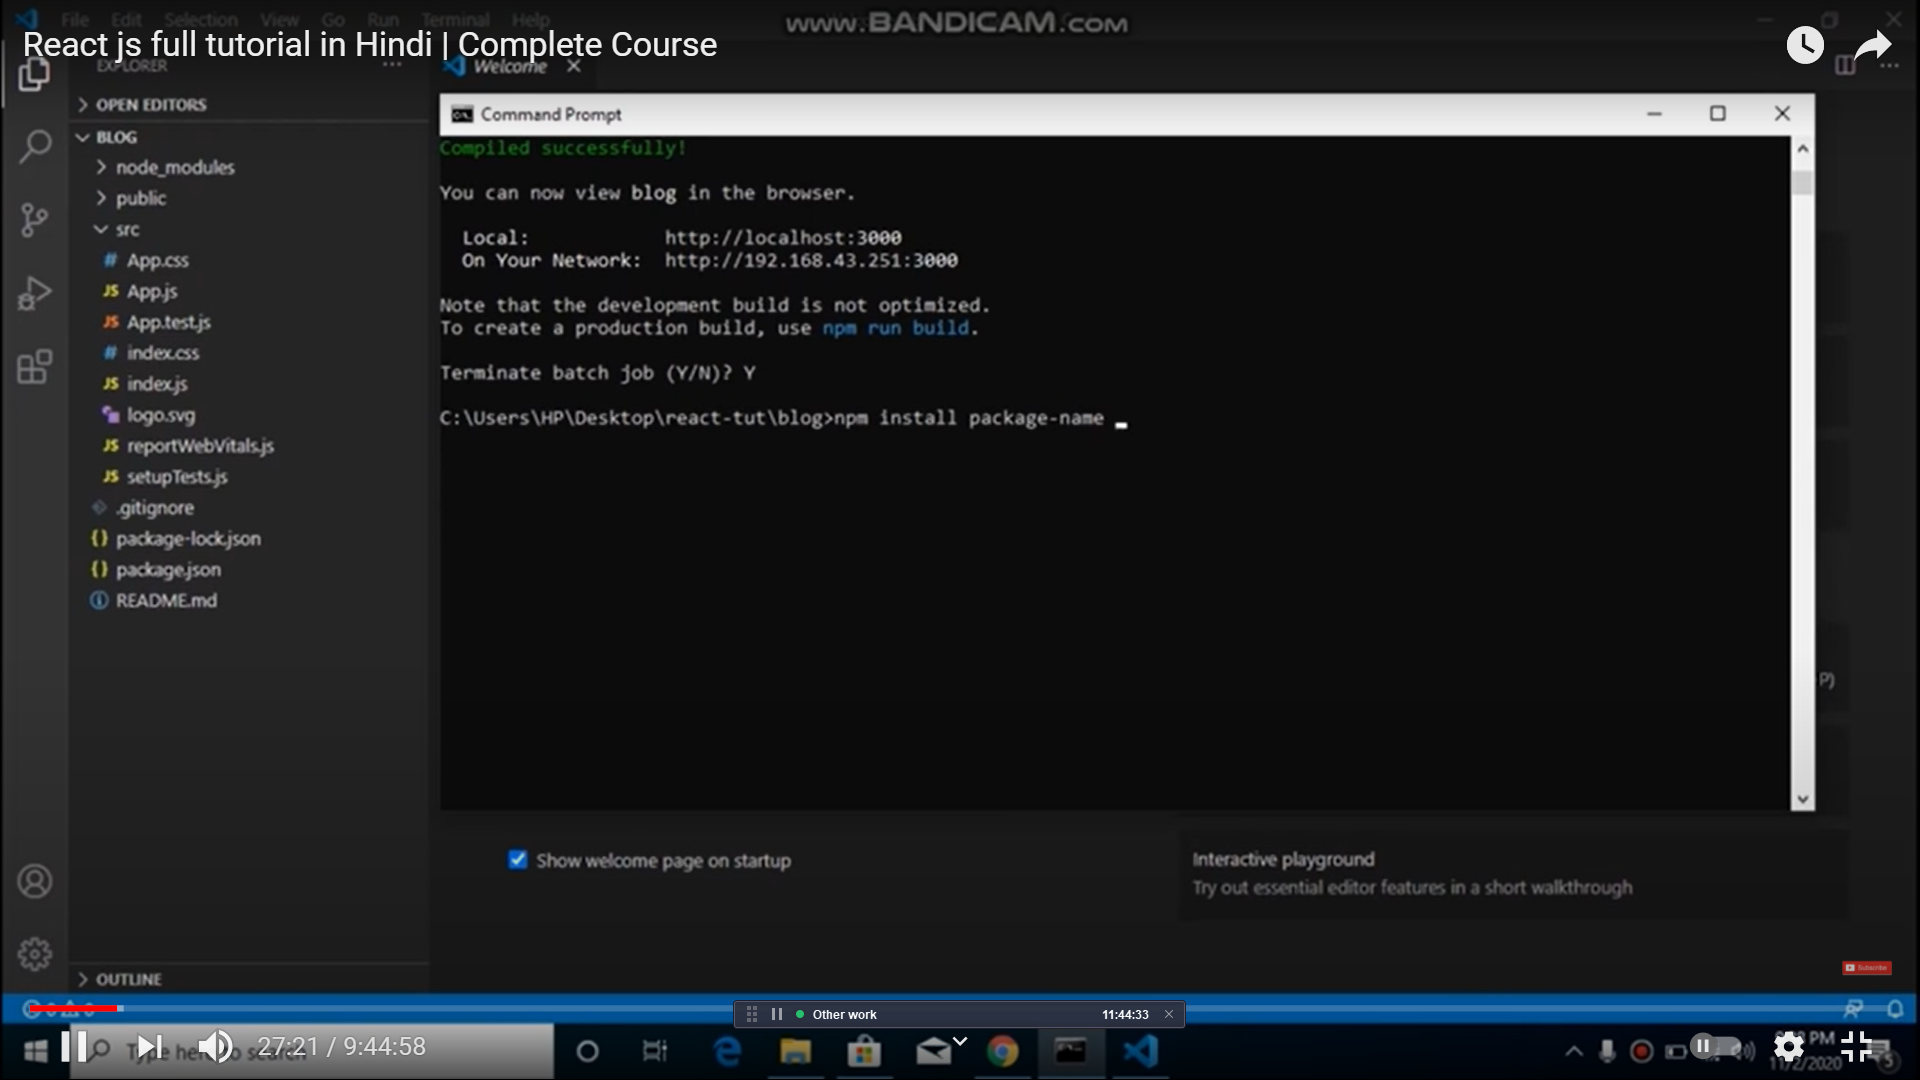 File Edit Selection View Go Run Terminal Help
www.BANDICAM.com
React js full tutorial in Hindi | Complete Course
EXPLORER
Welcome
OPEN EDITORS
BLOG
node_modules
public
src
App.css
App.js
App.test.js
index.css
index.js
logo.svg
reportWebVitals.js
setupTests.js
.gitignore
package-lock.json
package.json
README.md
OUTLINE
Command Prompt
Compiled successfully!
You can now view blog in the browser.
Local: http://localhost:3000
On Your Network: http://192.168.43.251:3000
Note that the development build is not optimized.
To create a production build, use npm run build.
Terminate batch job (Y/N)? Y
C:\Users\HP\Desktop\react-tut\blog>npm install package-name
P)
Show welcome page on startup
Interactive playground
Try out essential editor features in a short walkthrough
Subscribe
Other work 11:44:33
Type here to search
27:21 / 9:44:58
PM
11/2/2020
5